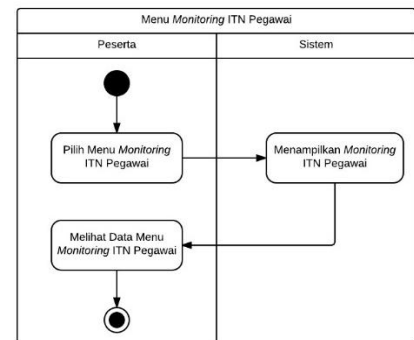 Menu Monitoring ITN Pegawai
Peserta
Sistem
Pilih Menu Monitoring
ITN Pegawai
Menampilkan Monitoring
ITN Pegawai
Melihat Data Menu
Monitoring ITN Pegawai